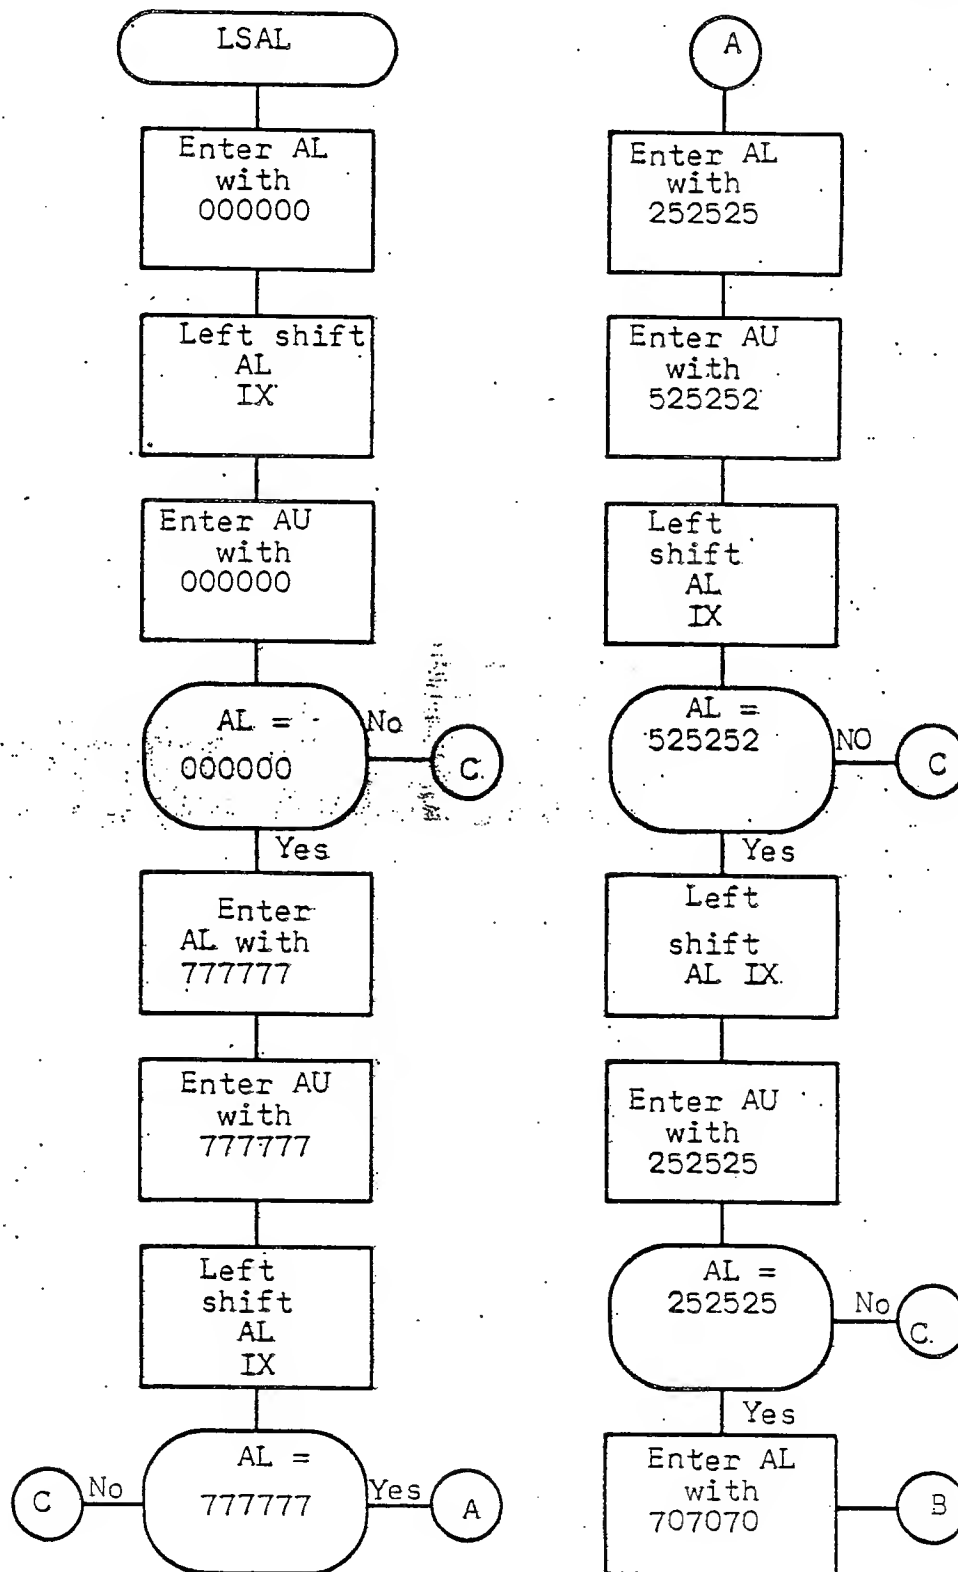 LSAL
Enter AL
with
000000
Left shift
AL
IX
Enter AU
with
000000
AL =
000000
No
C
Yes
Enter
AL with
777777
Enter AU
with
777777
Left
shift
AL
IX
AL =
777777
No
C
Yes
A
A
Enter AL
with
252525
Enter AU
with
525252
Left
shift
AL
IX
AL =
525252
NO
C
Yes
Left
shift
AL IX
Enter AU
with
252525
AL =
252525
No
C
Yes
Enter AL
with
707070
B